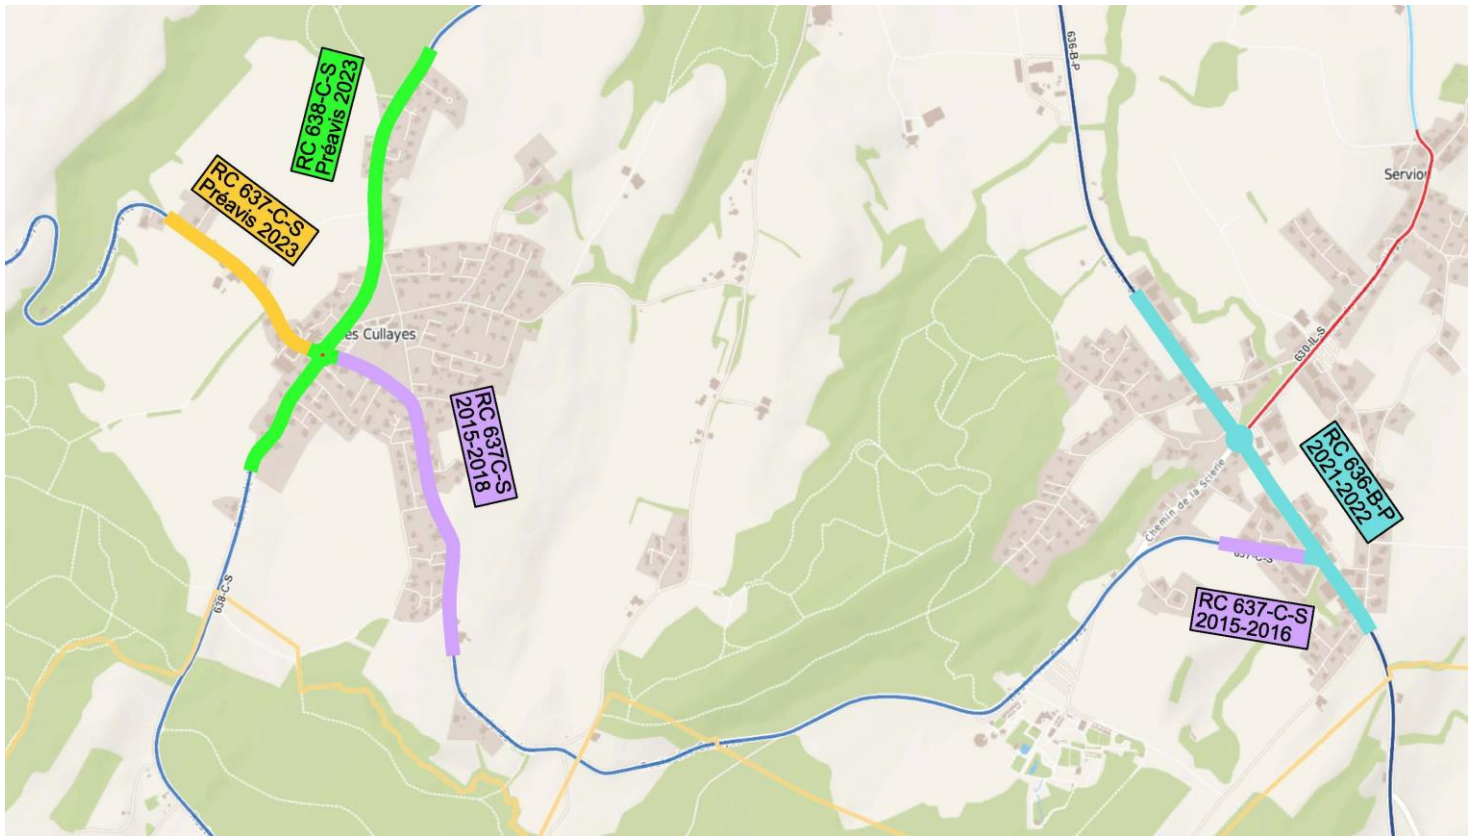 636-B-P
RC 638-C-S
Préavis 2023
RC 637-C-S
Préavis 2023
Servion
es Cullayes
630-IL-S
RC 637C-S
2015-2018
RC 636-B-P
2021-2022
Chemin de la Scierie
637-C-S
638-C-S
RC 637-C-S
2015-2016